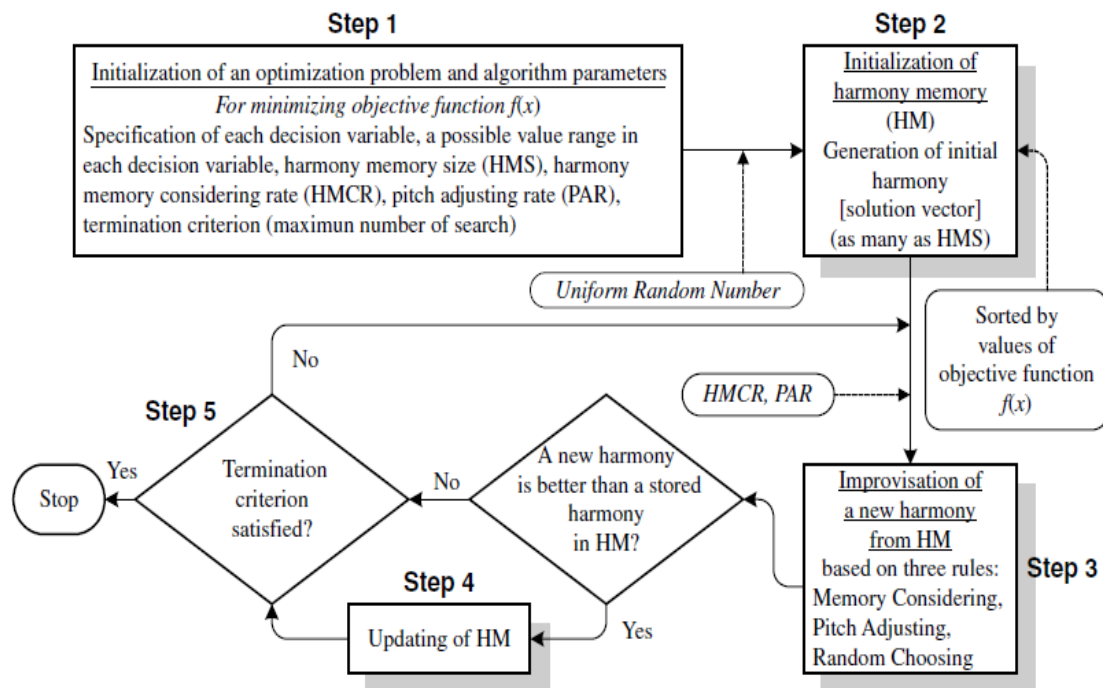 Step 1
Initialization of an optimization problem and algorithm parameters
For minimizing objective function f(x)
Specification of each decision variable, a possible value range in
each decision variable, harmony memory size (HMS), harmony
memory considering rate (HMCR), pitch adjusting rate (PAR),
termination criterion (maximun number of search)
Step 2
Initialization of
harmony memory
(HM)
Generation of initial
harmony
[solution vector]
(as many as HMS)
Uniform Random Number
Sorted by
values of
objective function
f(x)
HMCR, PAR
Improvisation of
a new harmony
from HM
based on three rules:
Memory Considering,
Pitch Adjusting,
Random Choosing
Step 3
A new harmony
is better than a stored
harmony
in HM?
Yes
No
Step 4
Updating of HM
Step 5
Termination
criterion
satisfied?
No
Yes
Stop